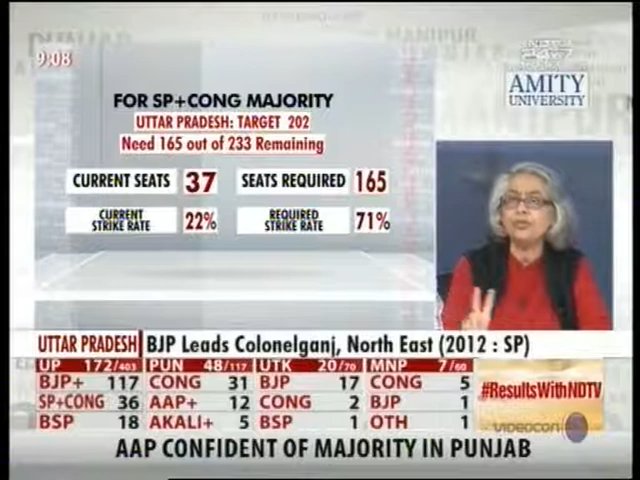 9:08
NDTV
24x7
AMITY
UNIVERSITY
FOR SP+CONG MAJORITY
UTTAR PRADESH: TARGET 202
Need 165 out of 233 Remaining
CURRENT SEATS 37 SEATS REQUIRED 165
CURRENT STRIKE RATE 22% REQUIRED STRIKE RATE 71%
UTTAR PRADESH BJP Leads Colonelganj, North East (2012 : SP)
UP 172/403 PUN 48/117 UTK 20/70 MNP 7/60
BJP+ 117 CONG 31 BJP 17 CONG 5
SP+CONG 36 AAP+ 12 CONG 2 BJP 1
BSP 18 AKALI+ 5 BSP 1 OTH 1
#ResultsWithNDTV
VIDEOCON
AAP CONFIDENT OF MAJORITY IN PUNJAB